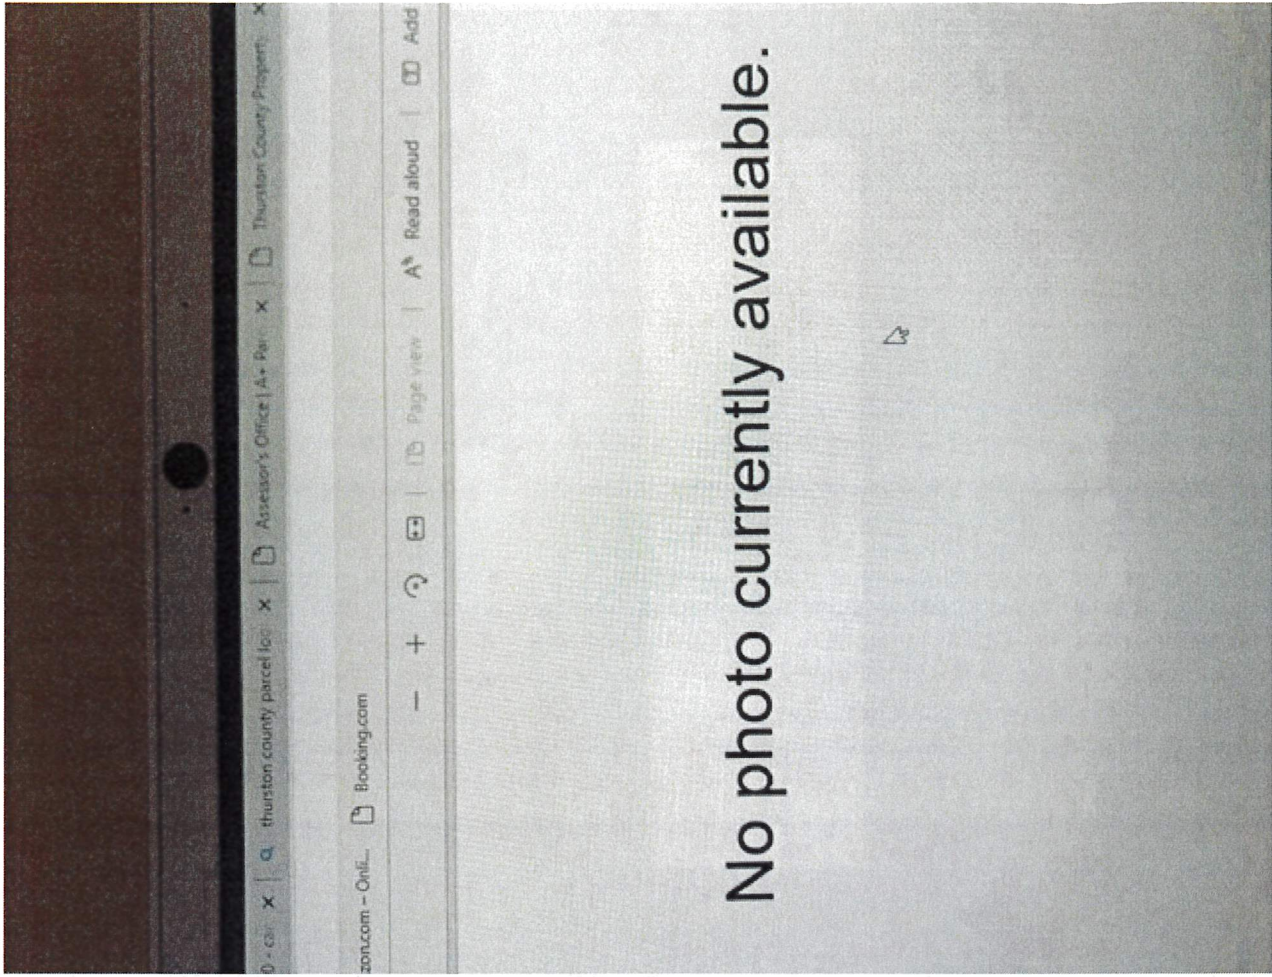 thurston county parcel loo
Assessor's Office | A+ Par
Thurston County Property
zon.com – Onli...
Booking.com
Page view
Read aloud
Add
No photo currently available.